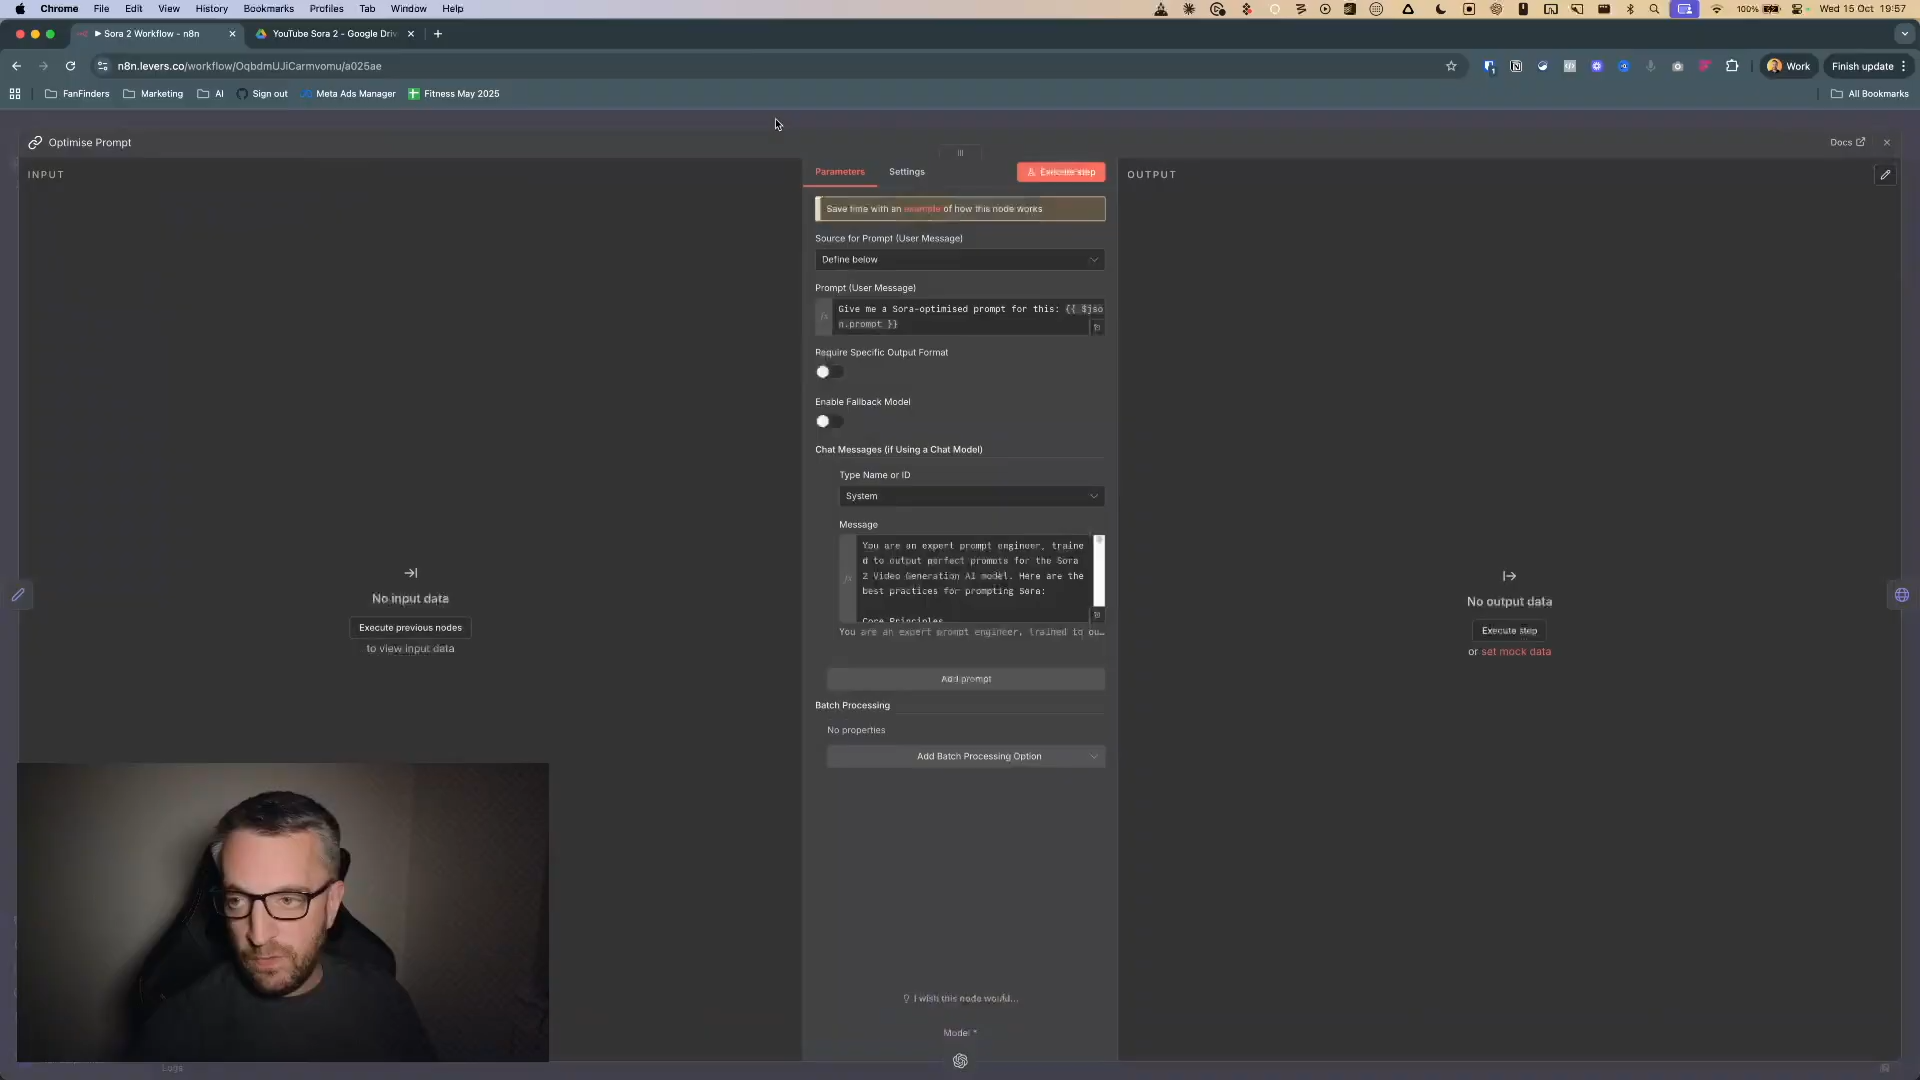 Chrome File Edit View History Bookmarks Profiles Tab Window Help
100% Wed 15 Oct 19:57
Sora 2 Workflow - n8n
YouTube Sora 2 - Google Driv
n8n.levers.co/workflow/OqbdmUJiCarmvomu/a025ae
Work
Finish update
FanFinders Marketing AI Sign out Meta Ads Manager Fitness May 2025
All Bookmarks
Optimise Prompt
Docs
INPUT
Parameters Settings
Execute step
OUTPUT
Save time with an example of how this node works
Source for Prompt (User Message)
Define below
Prompt (User Message)
fx
Give me a Sora-optimised prompt for this: {{ $jso
n.prompt }}
Require Specific Output Format
Enable Fallback Model
Chat Messages (if Using a Chat Model)
Type Name or ID
System
Message
fx
You are an expert prompt engineer, traine
d to output perfect prompts for the Sora
2 Video Generation AI model. Here are the
best practices for prompting Sora:
Core Principles
You are an expert prompt engineer, trained to ou…
No input data
Execute previous nodes
to view input data
No output data
Execute step
or set mock data
Add prompt
Batch Processing
No properties
Add Batch Processing Option
I wish this node would...
Model *
Logs